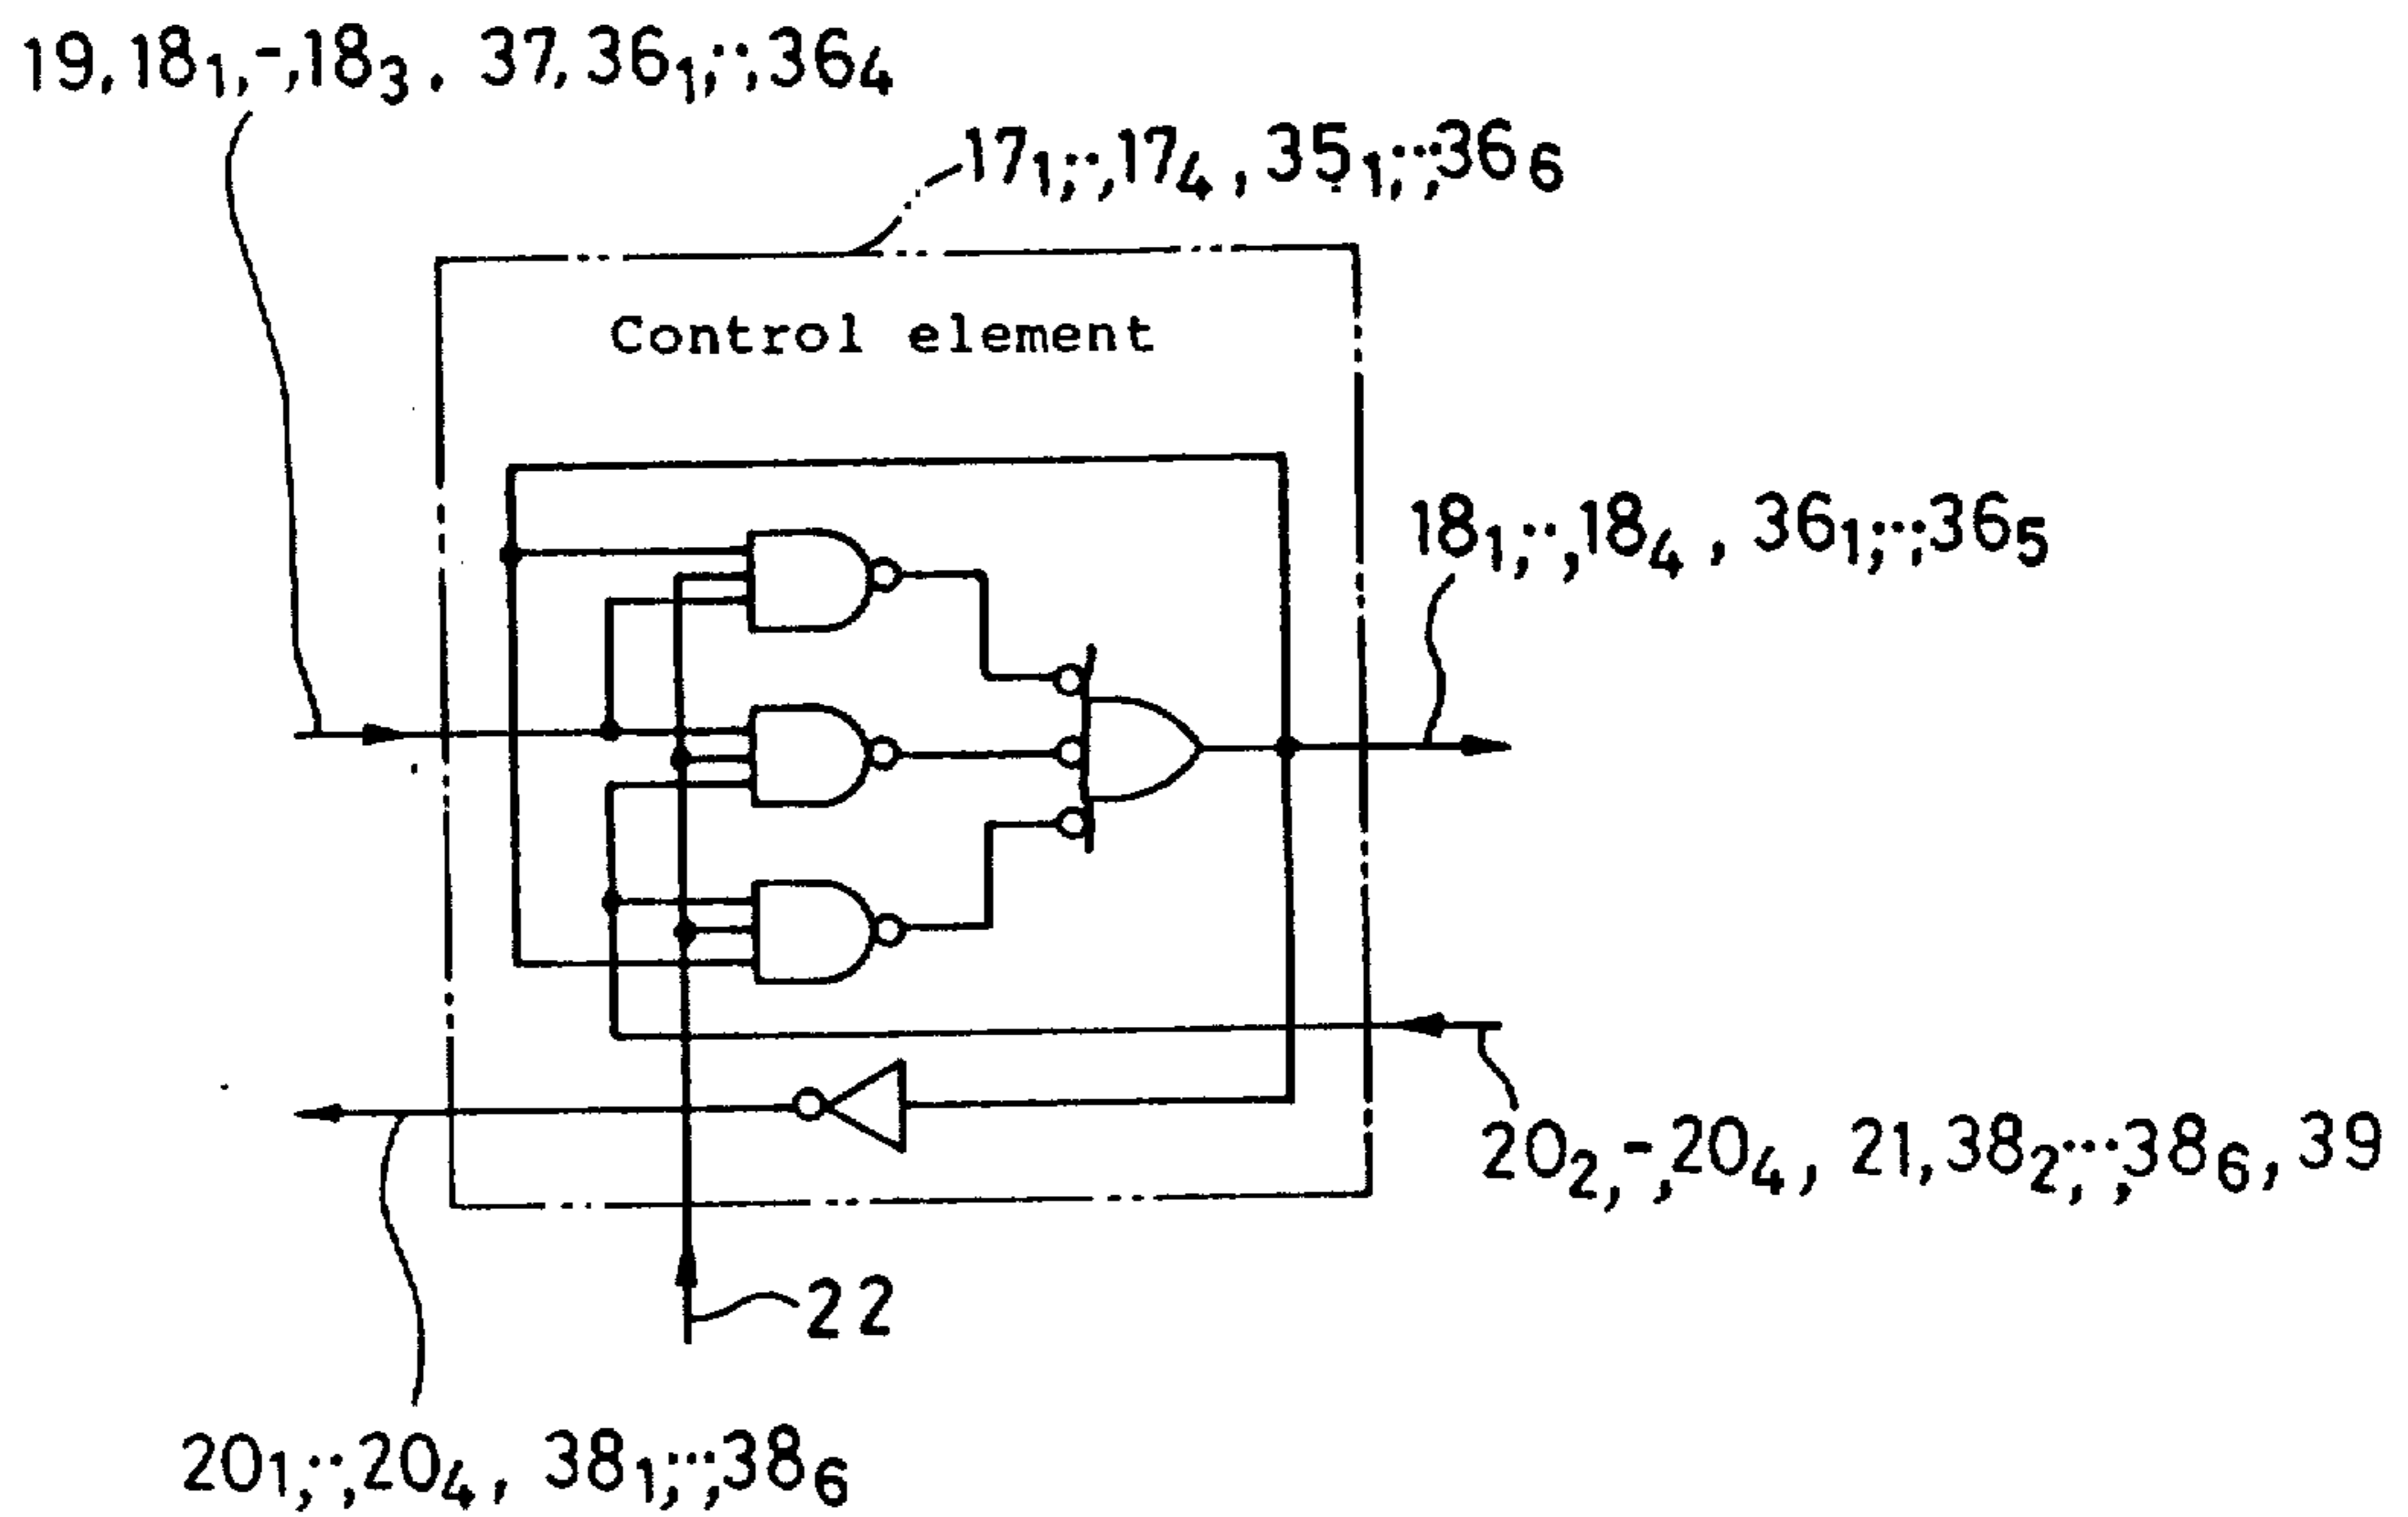 19, 18₁, -, 18₃, 37, 36₁, ··, 36₄
17₁, ··, 17₄, 35₁, ···, 36₆
Control element
18₁, ··, 18₄, 36₁, ···, 36₅
20₂, -, 20₄, 21, 38₂, ···, 38₆, 39
22
20₁, ··, 20₄, 38₁, ···, 38₆